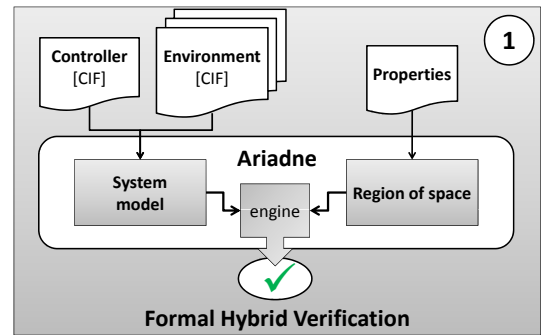 1
Controller
[CIF]
Environment
[CIF]
Properties
Ariadne
System
model
engine
Region of space
Formal Hybrid Verification